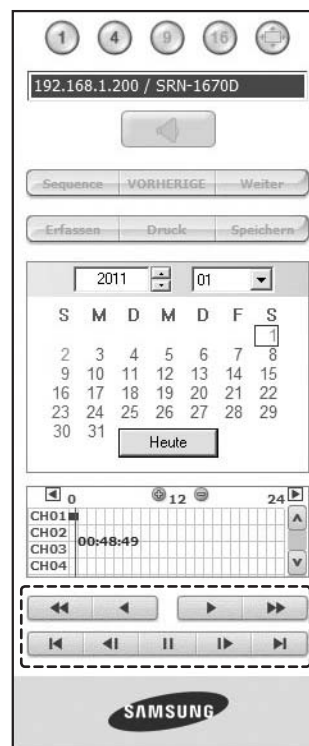 1 4 9 16
192.168.1.200 / SRN-1670D
Sequence VORHERIGE Weiter
Erfassen Druck Speichern
2011 01
S M D M D F S
1
2 3 4 5 6 7 8
9 10 11 12 13 14 15
16 17 18 19 20 21 22
23 24 25 26 27 28 29
30 31 Heute
0 12 24
CH01
CH02
00:48:49
CH03
CH04
SAMSUNG